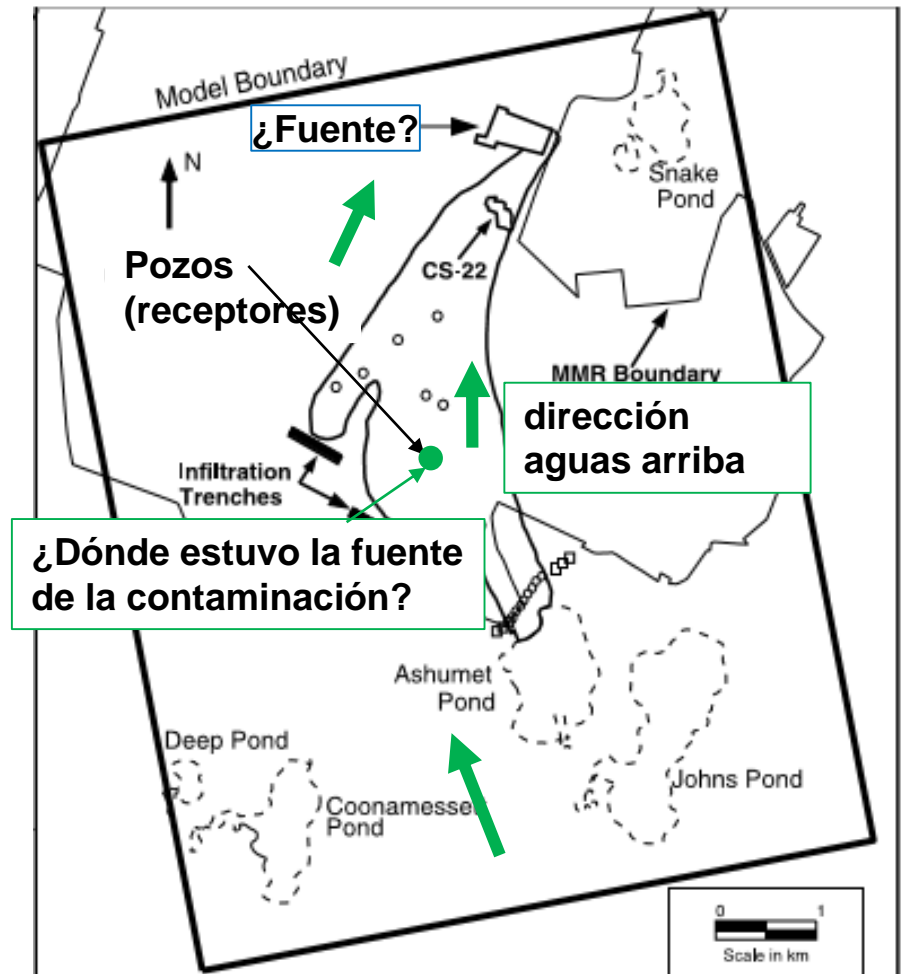 Model Boundary
¿Fuente?
N
Snake
Pond
Pozos
(receptores)
CS-22
MMR Boundary
dirección
aguas arriba
Infiltration
Trenches
¿Dónde estuvo la fuente
de la contaminación?
Ashumet
Pond
Deep Pond
Johns Pond
Coonamesse
Pond
0 1
Scale in km